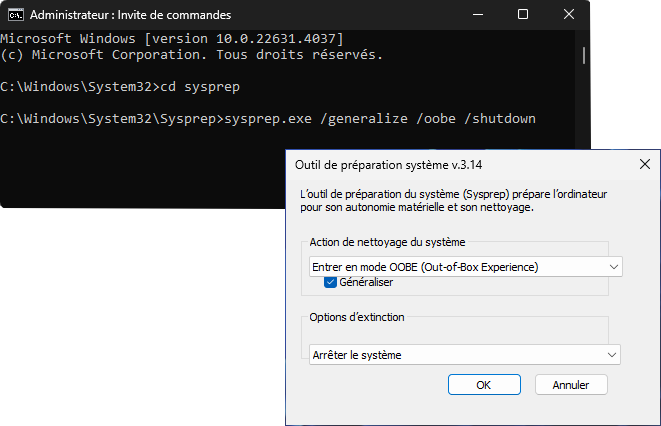 Administrateur : Invite de commandes
Microsoft Windows [version 10.0.22631.4037]
(c) Microsoft Corporation. Tous droits réservés.
C:\Windows\System32>cd sysprep
C:\Windows\System32\Sysprep>sysprep.exe /generalize /oobe /shutdown
Outil de préparation système v.3.14
L'outil de préparation du système (Sysprep) prépare l'ordinateur
pour son autonomie matérielle et son nettoyage.
Action de nettoyage du système
Entrer en mode OOBE (Out-of-Box Experience)
Généraliser
Options d'extinction
Arrêter le système
OK
Annuler